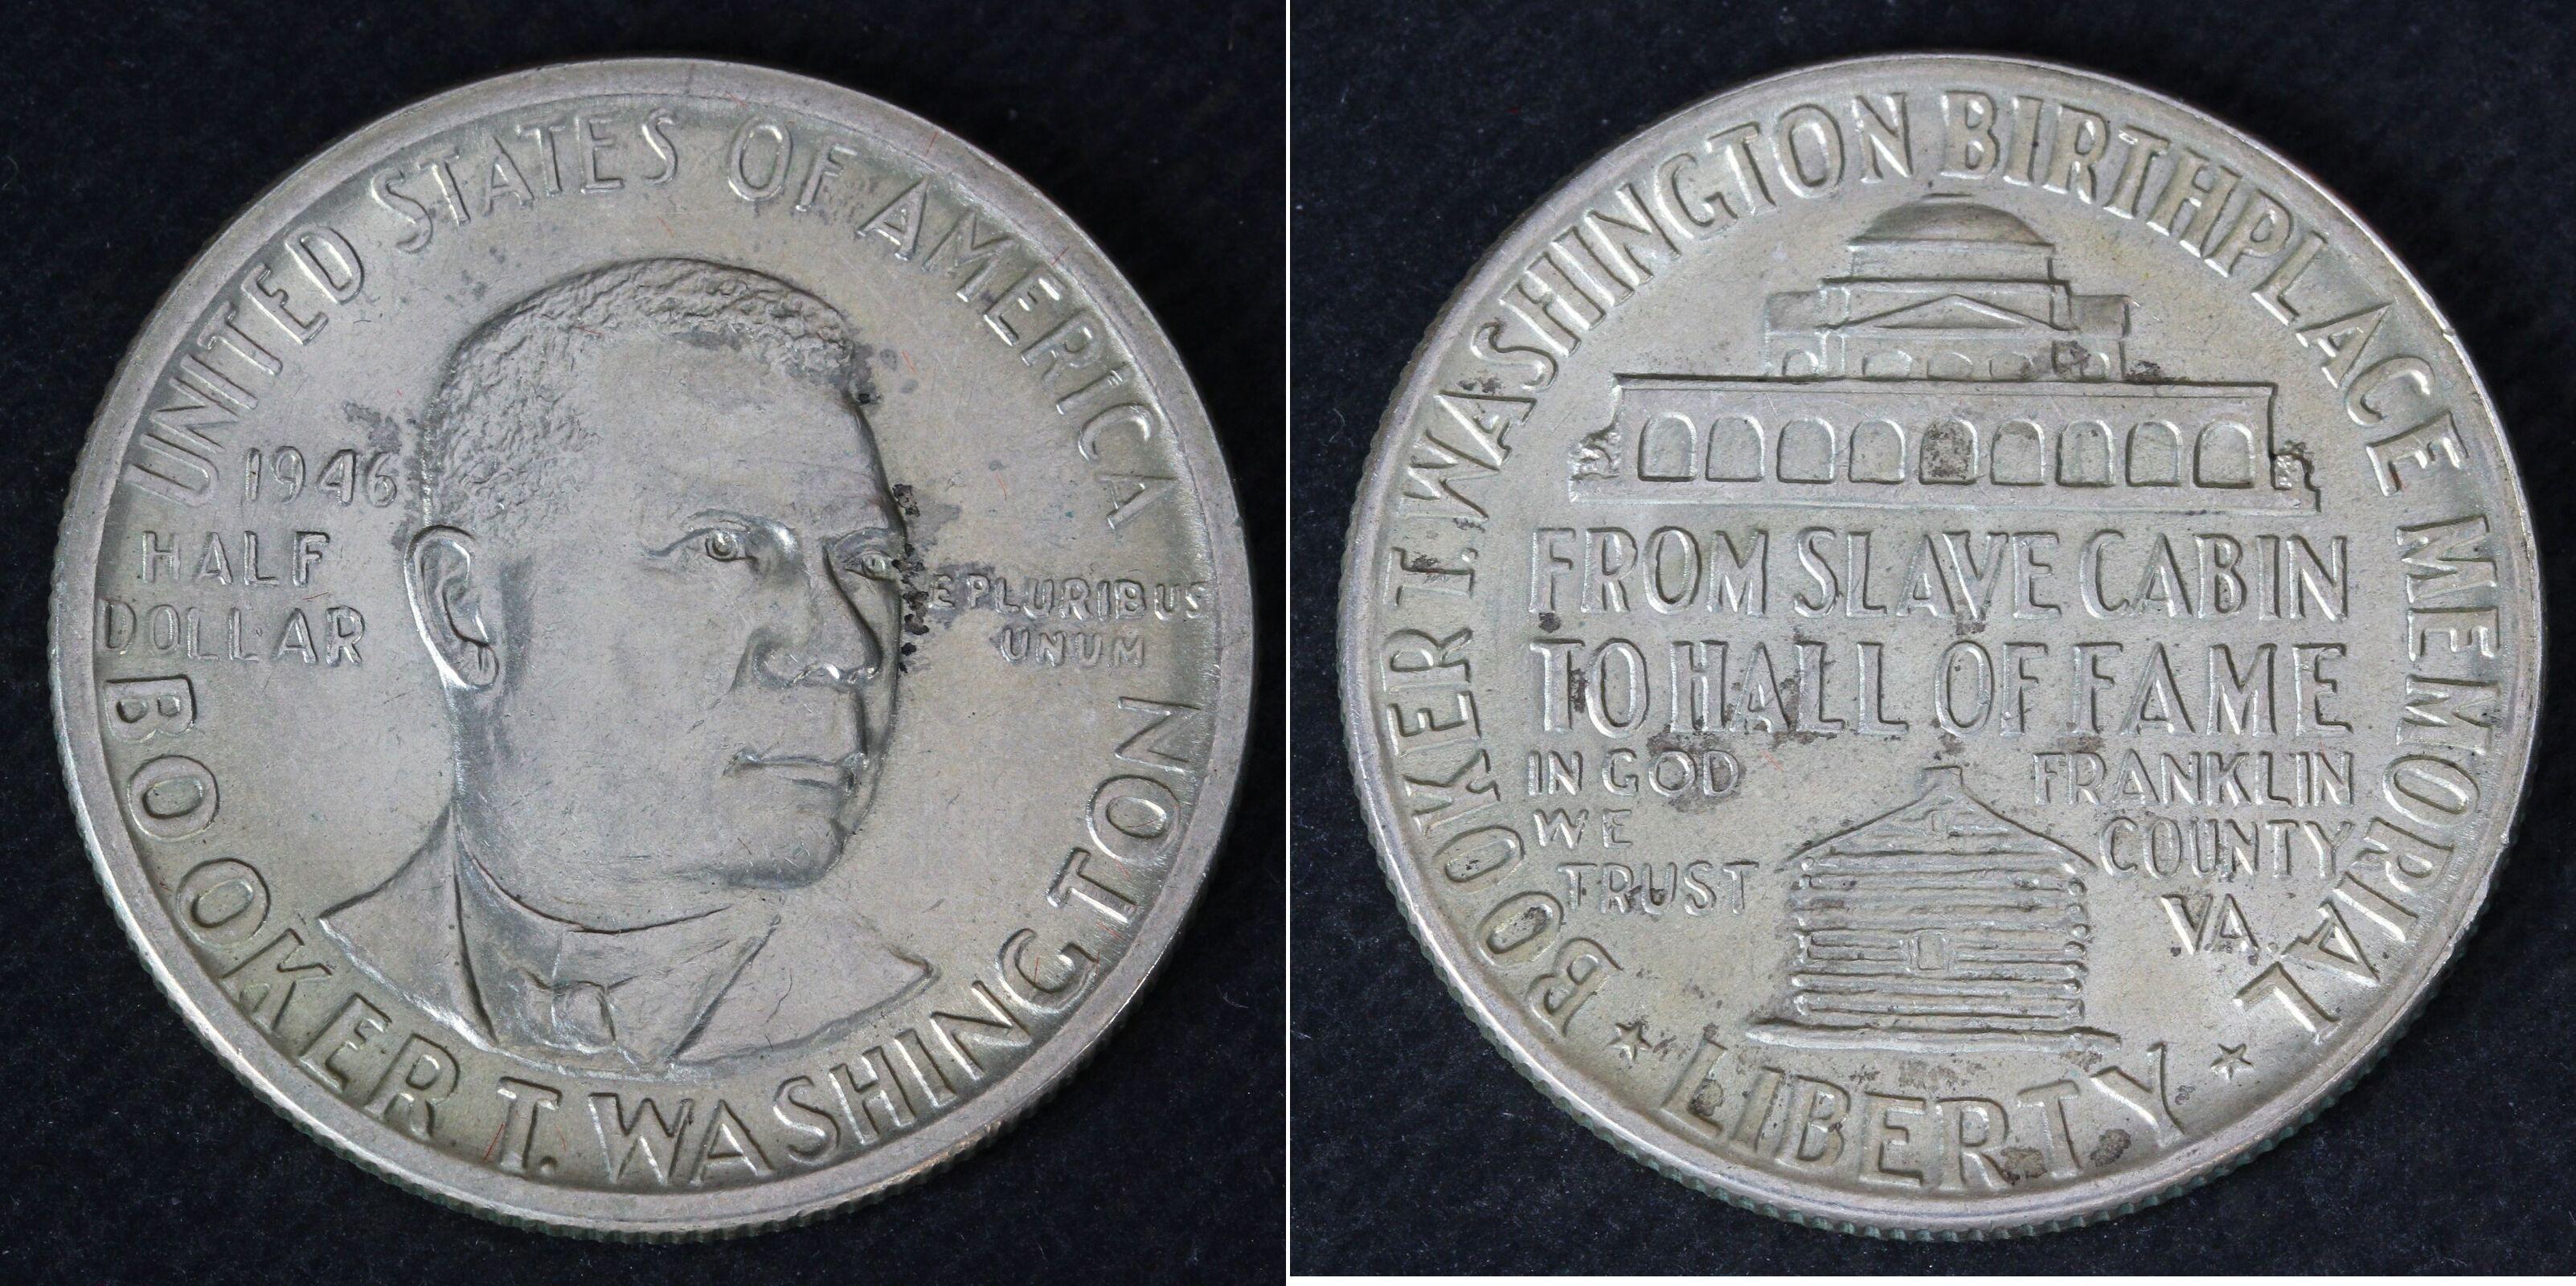 UNITED STATES OF AMERICA
1946
HALF
DOLLAR
E PLURIBUS
UNUM
BOOKER T. WASHINGTON
BOOKER T. WASHINGTON BIRTHPLACE MEMORIAL
FROM SLAVE CABIN
TO HALL OF FAME
IN GOD
WE
TRUST
FRANKLIN
COUNTY
VA.
LIBERTY